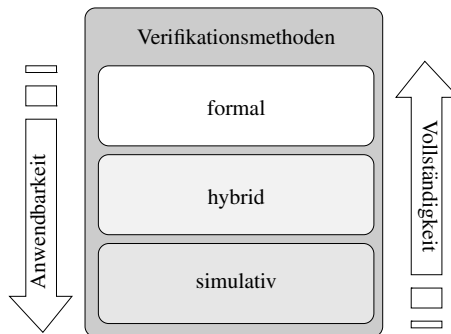 Verifikationsmethoden
formal
hybrid
simulativ
Anwendbarkeit
Vollständigkeit